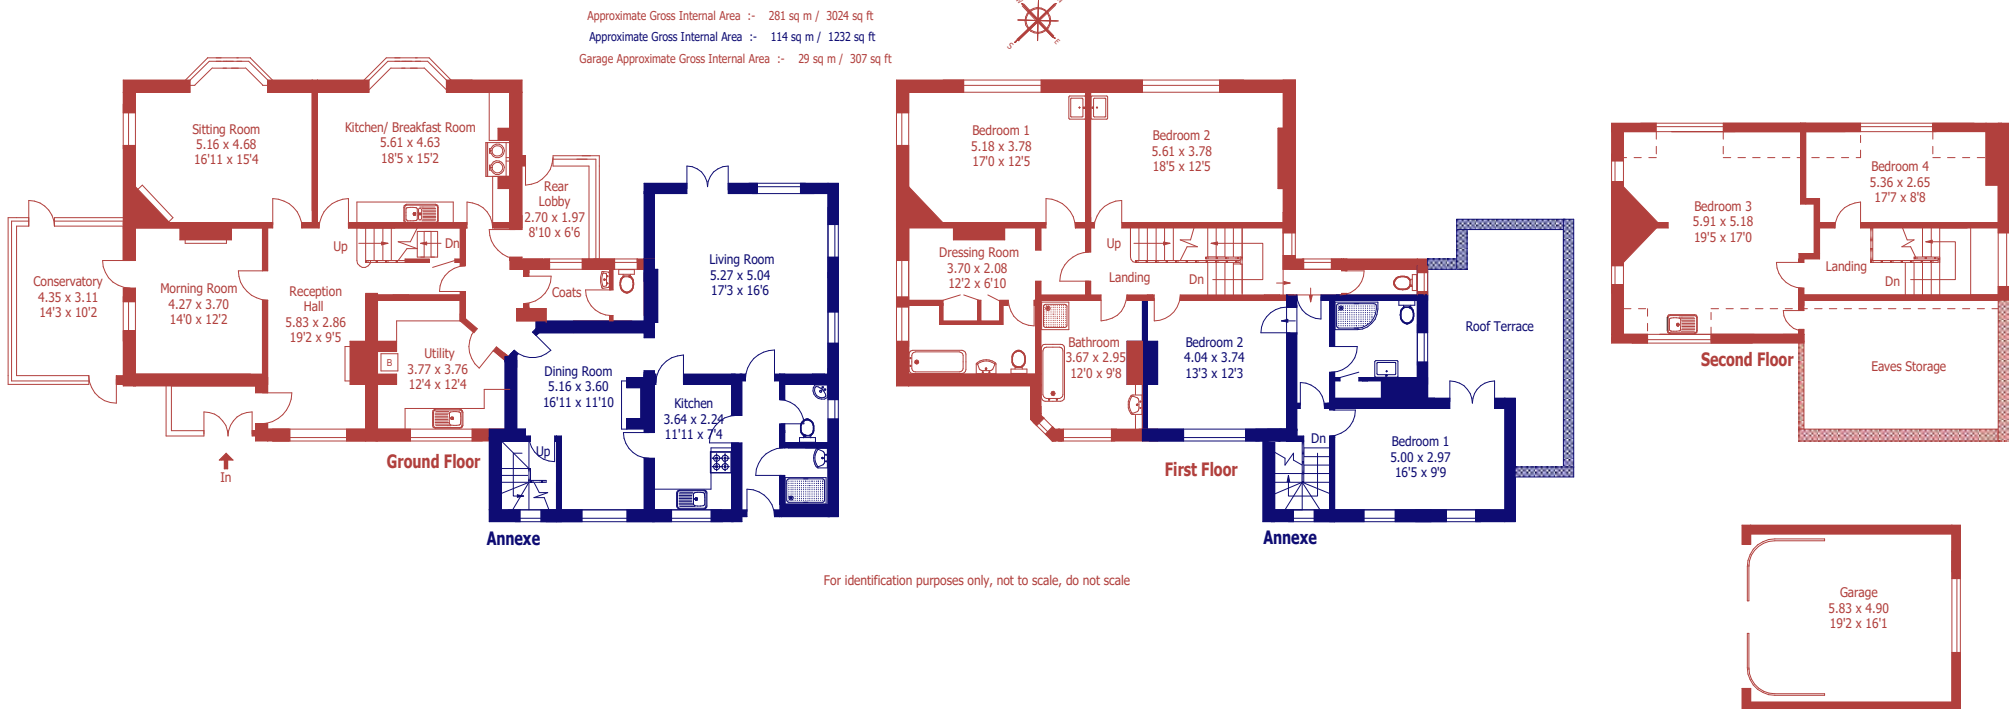 Approximate Gross Internal Area :- 281 sq m / 3024 sq ft
Approximate Gross Internal Area :- 114 sq m / 1232 sq ft
Garage Approximate Gross Internal Area :- 29 sq m / 307 sq ft
S
E
Sitting Room
5.16 x 4.68
16'11 x 15'4
Kitchen/ Breakfast Room
5.61 x 4.63
18'5 x 15'2
Rear
Lobby
2.70 x 1.97
8'10 x 6'6
Up
Dn
Conservatory
4.35 x 3.11
14'3 x 10'2
Morning Room
4.27 x 3.70
14'0 x 12'2
Reception
Hall
5.83 x 2.86
19'2 x 9'5
Coats
Living Room
5.27 x 5.04
17'3 x 16'6
B
Utility
3.77 x 3.76
12'4 x 12'4
Dining Room
5.16 x 3.60
16'11 x 11'10
Kitchen
3.64 x 2.24
11'11 x 7'4
Up
In
Ground Floor
Annexe
Bedroom 1
5.18 x 3.78
17'0 x 12'5
Bedroom 2
5.61 x 3.78
18'5 x 12'5
Dressing Room
3.70 x 2.08
12'2 x 6'10
Up
Landing
Dn
Bathroom
3.67 x 2.95
12'0 x 9'8
Bedroom 2
4.04 x 3.74
13'3 x 12'3
Roof Terrace
Dn
Bedroom 1
5.00 x 2.97
16'5 x 9'9
First Floor
Annexe
Bedroom 3
5.91 x 5.18
19'5 x 17'0
Bedroom 4
5.36 x 2.65
17'7 x 8'8
Landing
Dn
Second Floor
Eaves Storage
Garage
5.83 x 4.90
19'2 x 16'1
For identification purposes only, not to scale, do not scale